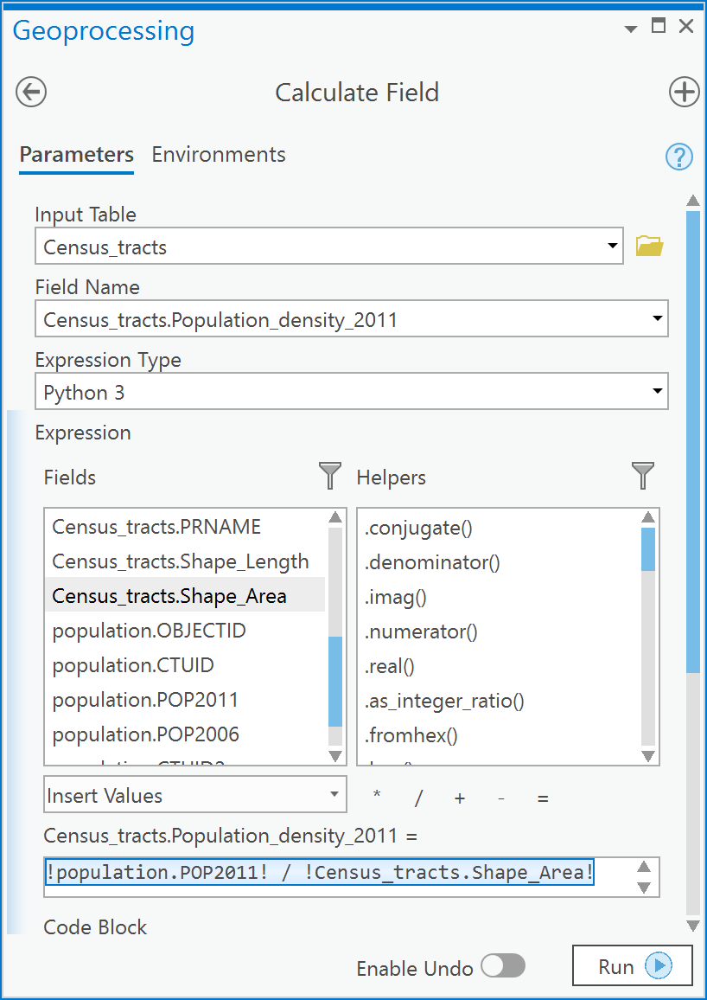 Geoprocessing
Calculate Field
Parameters Environments
?
Input Table
Census_tracts
Field Name
Census_tracts.Population_density_2011
Expression Type
Python 3
Expression
Fields
Helpers
Census_tracts.PRNAME
Census_tracts.Shape_Length
Census_tracts.Shape_Area
population.OBJECTID
population.CTUID
population.POP2011
population.POP2006
.conjugate()
.denominator()
.imag()
.numerator()
.real()
.as_integer_ratio()
.fromhex()
Insert Values
* / + - =
Census_tracts.Population_density_2011 =
!population.POP2011! / !Census_tracts.Shape_Area!
Code Block
Enable Undo
Run